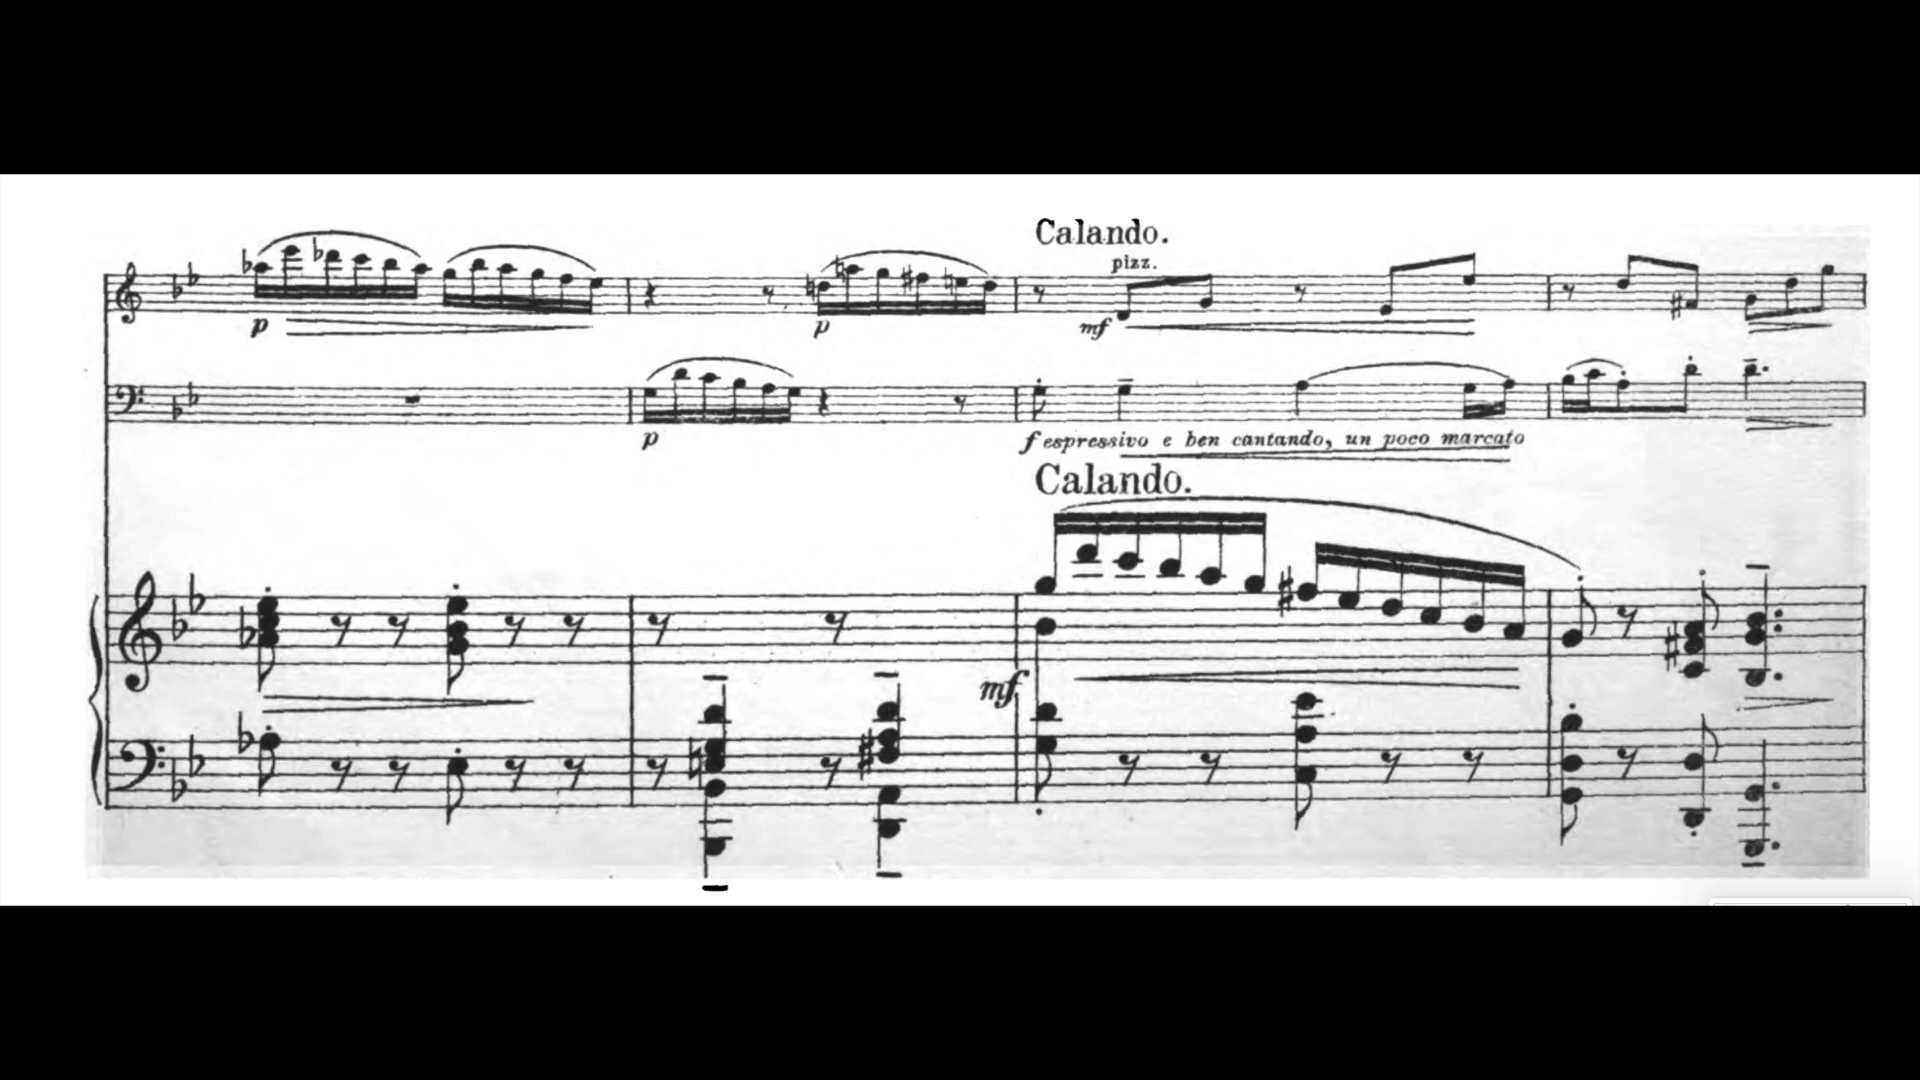 Calando.
pizz.
p
p
mf
p
f espressivo e ben cantando, un poco marcato
Calando.
mf